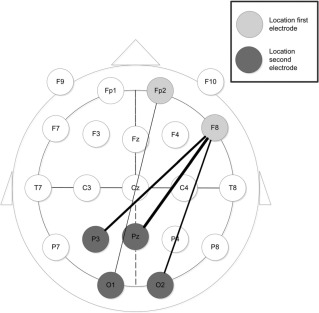 Location first
electrode
Location
second
electrode
F9
F10
Fp1
Fp2
F7
F3
Fz
F4
F8
T7
C3
Cz
C4
T8
P7
P3
Pz
P4
P8
O1
O2